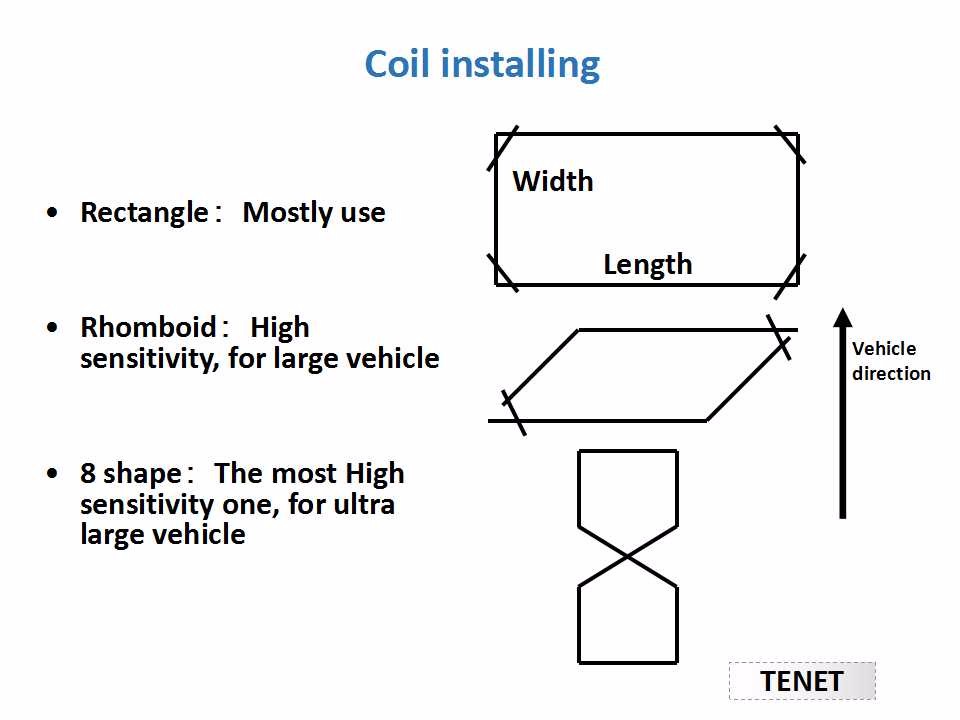 Coil installing
• Rectangle： Mostly use
• Rhomboid： High
sensitivity, for large vehicle
• 8 shape： The most High
sensitivity one, for ultra
large vehicle
Width
Length
Vehicle
direction
TENET